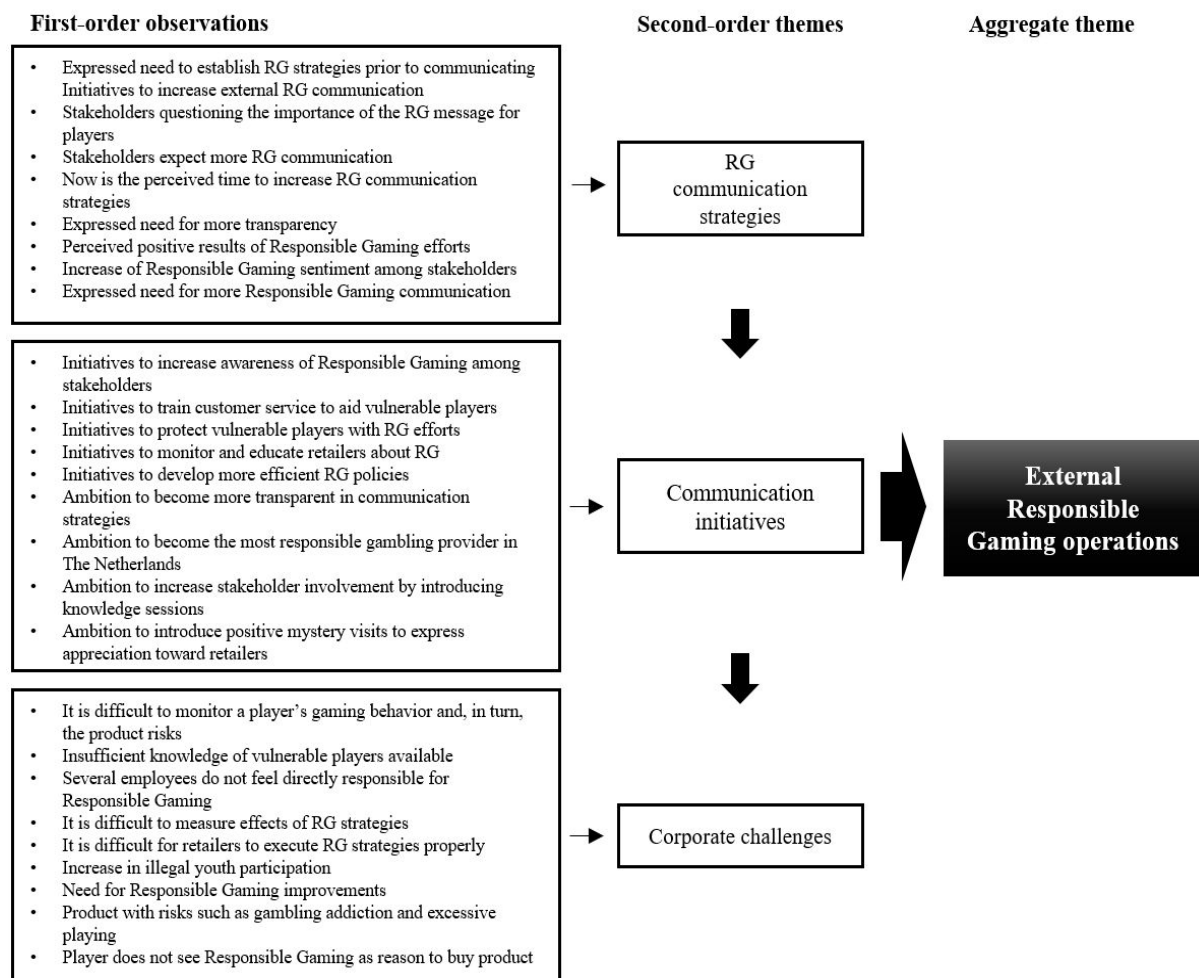 First-order observations
Second-order themes
Aggregate theme
• Expressed need to establish RG strategies prior to communicating
Initiatives to increase external RG communication
• Stakeholders questioning the importance of the RG message for
players
• Stakeholders expect more RG communication
• Now is the perceived time to increase RG communication
strategies
• Expressed need for more transparency
• Perceived positive results of Responsible Gaming efforts
• Increase of Responsible Gaming sentiment among stakeholders
• Expressed need for more Responsible Gaming communication
RG
communication
strategies
• Initiatives to increase awareness of Responsible Gaming among
stakeholders
• Initiatives to train customer service to aid vulnerable players
• Initiatives to protect vulnerable players with RG efforts
• Initiatives to monitor and educate retailers about RG
• Initiatives to develop more efficient RG policies
• Ambition to become more transparent in communication
strategies
• Ambition to become the most responsible gambling provider in
The Netherlands
• Ambition to increase stakeholder involvement by introducing
knowledge sessions
• Ambition to introduce positive mystery visits to express
appreciation toward retailers
Communication
initiatives
External
Responsible
Gaming operations
• It is difficult to monitor a player’s gaming behavior and, in turn,
the product risks
• Insufficient knowledge of vulnerable players available
• Several employees do not feel directly responsible for
Responsible Gaming
• It is difficult to measure effects of RG strategies
• It is difficult for retailers to execute RG strategies properly
• Increase in illegal youth participation
• Need for Responsible Gaming improvements
• Product with risks such as gambling addiction and excessive
playing
• Player does not see Responsible Gaming as reason to buy product
Corporate challenges